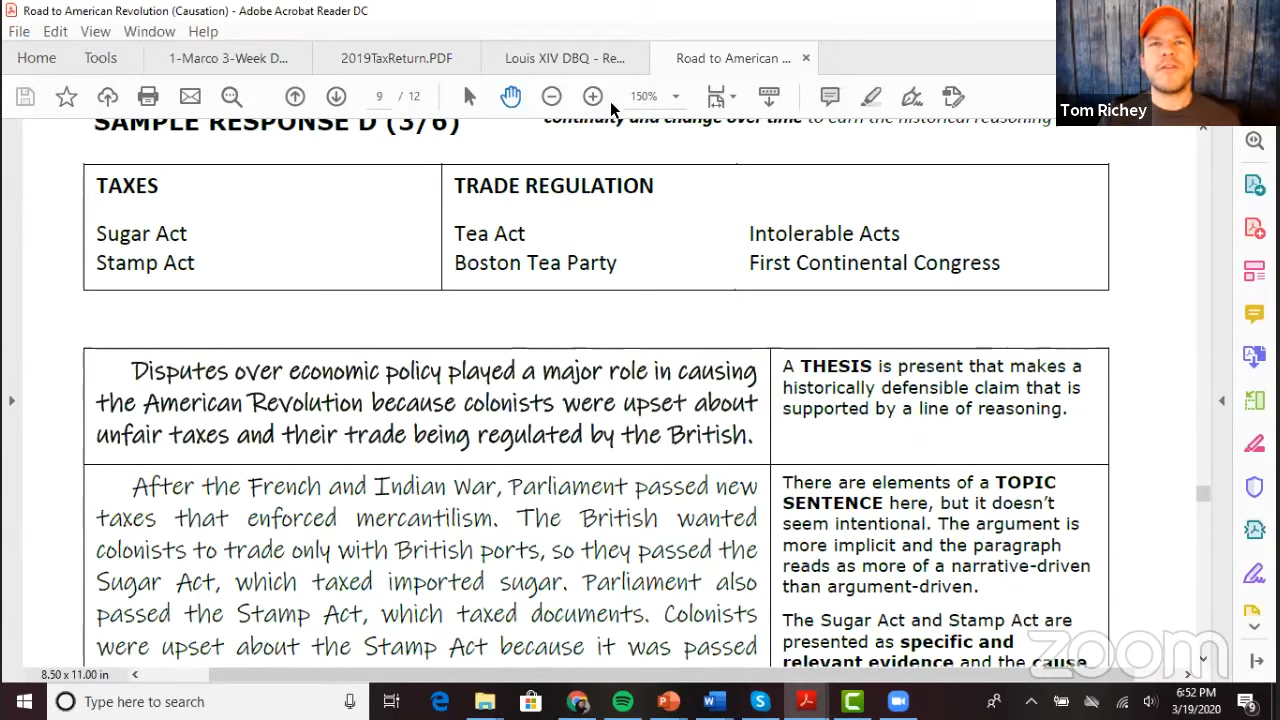 Road to American Revolution (Causation) - Adobe Acrobat Reader DC
File Edit View Window Help
Home Tools 1-Marco 3-Week D... 2019TaxReturn.PDF Louis XIV DBQ - Re... Road to American ... ×
9 / 12 150%
Tom Richey
SAMPLE RESPONSE D (3/6)
continuity and change over time to earn the historical reasoning
TAXES
Sugar Act
Stamp Act
TRADE REGULATION
Tea Act
Boston Tea Party
Intolerable Acts
First Continental Congress
Disputes over economic policy played a major role in causing
the American Revolution because colonists were upset about
unfair taxes and their trade being regulated by the British.
A THESIS is present that makes a
historically defensible claim that is
supported by a line of reasoning.
After the French and Indian War, Parliament passed new
taxes that enforced mercantilism. The British wanted
colonists to trade only with British ports, so they passed the
Sugar Act, which taxed imported sugar. Parliament also
passed the Stamp Act, which taxed documents. Colonists
were upset about the Stamp Act because it was passed
There are elements of a TOPIC
SENTENCE here, but it doesn't
seem intentional. The argument is
more implicit and the paragraph
reads as more of a narrative-driven
than argument-driven.
The Sugar Act and Stamp Act are
presented as specific and
relevant evidence and the cause
zoom
8.50 x 11.00 in
Type here to search
6:52 PM
3/19/2020
9